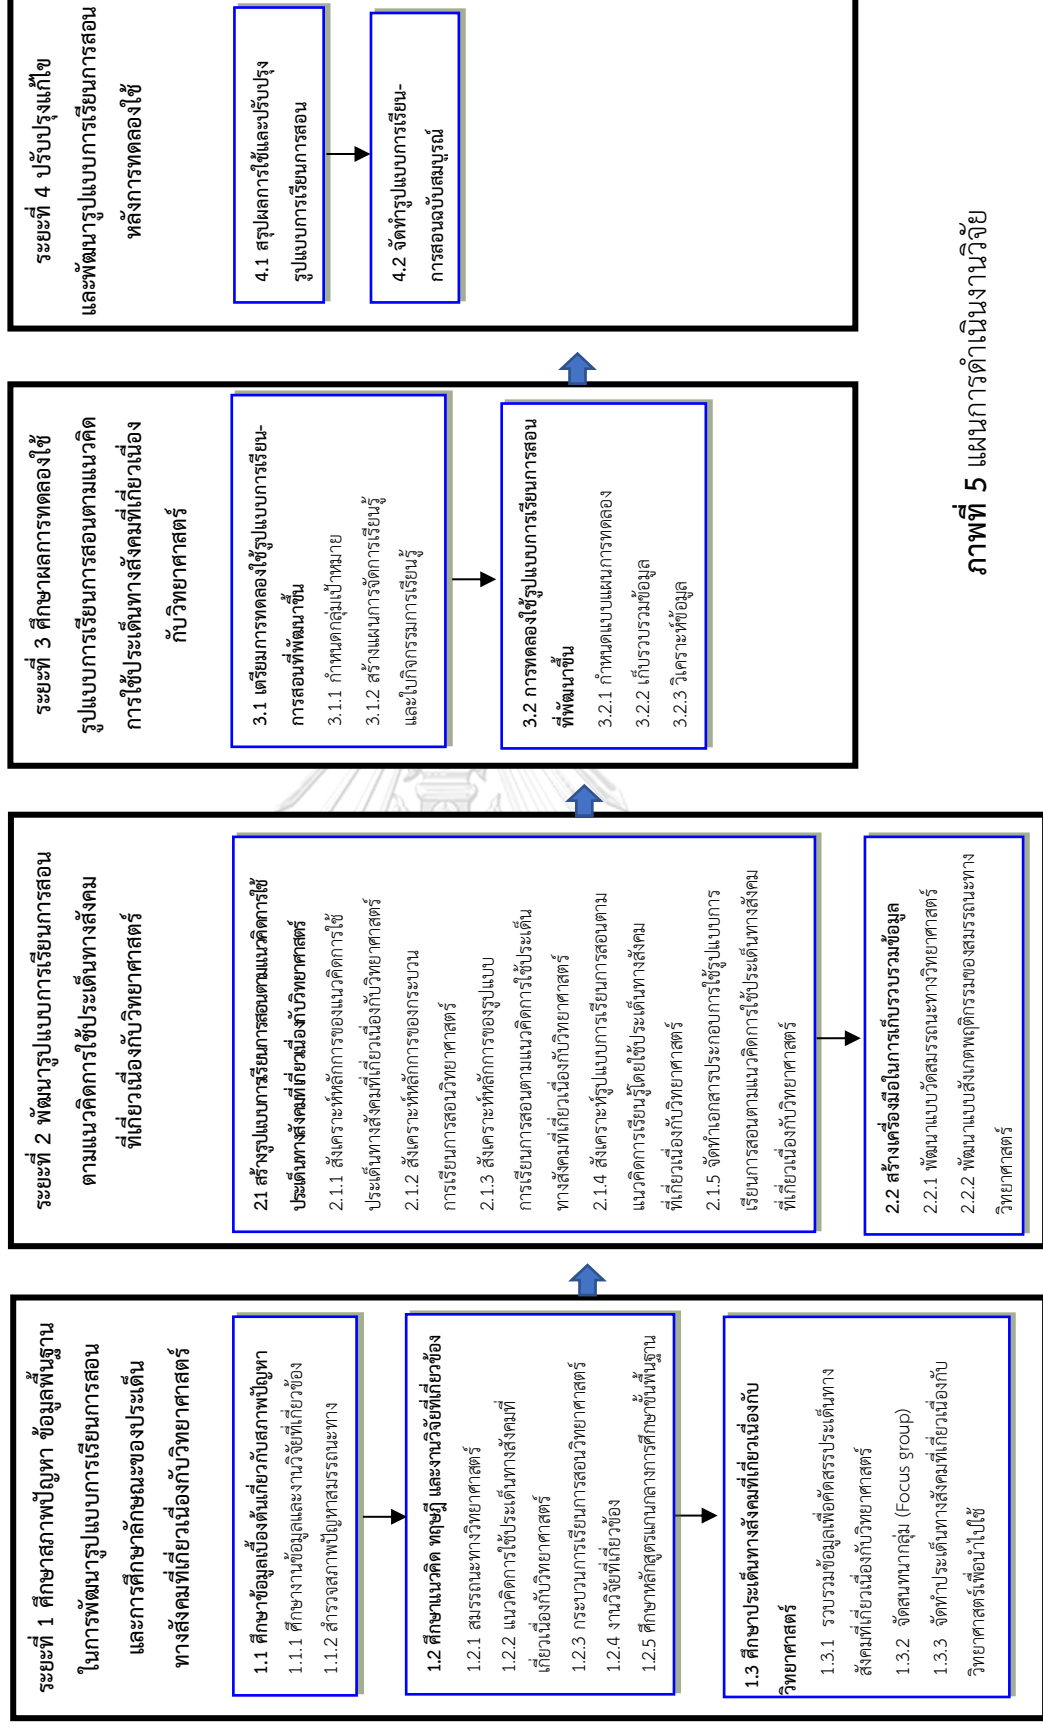 ระยะที่ 1 ศึกษาสภาพปัญหา ข้อมูลพื้นฐาน
ในการพัฒนารูปแบบการเรียนการสอน
และการศึกษาลักษณะของประเด็น
ทางสังคมที่เกี่ยวเนื่องกับวิทยาศาสตร์
1.1 ศึกษาข้อมูลเบื้องต้นเกี่ยวกับสภาพปัญหา
1.1.1 ศึกษางานข้อมูลและงานวิจัยที่เกี่ยวข้อง
1.1.2 สำรวจสภาพปัญหาสมรรถนะทาง
1.2 ศึกษาแนวคิด ทฤษฎี และงานวิจัยที่เกี่ยวข้อง
1.2.1 สมรรถนะทางวิทยาศาสตร์
1.2.2 แนวคิดการใช้ประเด็นทางสังคมที่
เกี่ยวเนื่องกับวิทยาศาสตร์
1.2.3 กระบวนการเรียนการสอนวิทยาศาสตร์
1.2.4 งานวิจัยที่เกี่ยวข้อง
1.2.5 ศึกษาหลักสูตรแกนกลางการศึกษาขั้นพื้นฐาน
1.3 ศึกษาประเด็นทางสังคมที่เกี่ยวเนื่องกับ
วิทยาศาสตร์
1.3.1 รวบรวมข้อมูลเพื่อคัดสรรประเด็นทาง
สังคมที่เกี่ยวเนื่องกับวิทยาศาสตร์
1.3.2 จัดสนทนากลุ่ม (Focus group)
1.3.3 จัดทำประเด็นทางสังคมที่เกี่ยวเนื่องกับ
วิทยาศาสตร์เพื่อนำไปใช้
ระยะที่ 2 พัฒนารูปแบบการเรียนการสอน
ตามแนวคิดการใช้ประเด็นทางสังคม
ที่เกี่ยวเนื่องกับวิทยาศาสตร์
2.1 สร้างรูปแบบการเรียนการสอนตามแนวคิดการใช้
ประเด็นทางสังคมที่เกี่ยวเนื่องกับวิทยาศาสตร์
2.1.1 สังเคราะห์หลักการของแนวคิดการใช้
ประเด็นทางสังคมที่เกี่ยวเนื่องกับวิทยาศาสตร์
2.1.2 สังเคราะห์หลักการของกระบวน
การเรียนการสอนวิทยาศาสตร์
2.1.3 สังเคราะห์หลักการของรูปแบบ
การเรียนการสอนตามแนวคิดการใช้ประเด็น
ทางสังคมที่เกี่ยวเนื่องกับวิทยาศาสตร์
2.1.4 สังเคราะห์รูปแบบการเรียนการสอนตาม
แนวคิดการเรียนรู้โดยใช้ประเด็นทางสังคม
ที่เกี่ยวเนื่องกับวิทยาศาสตร์
2.1.5 จัดทำเอกสารประกอบการใช้รูปแบบการ
เรียนการสอนตามแนวคิดการใช้ประเด็นทางสังคม
ที่เกี่ยวเนื่องกับวิทยาศาสตร์
2.2 สร้างเครื่องมือในการเก็บรวบรวมข้อมูล
2.2.1 พัฒนาแบบวัดสมรรถนะทางวิทยาศาสตร์
2.2.2 พัฒนาแบบสังเกตพฤติกรรมของสมรรถนะทาง
วิทยาศาสตร์
ระยะที่ 3 ศึกษาผลการทดลองใช้
รูปแบบการเรียนการสอนตามแนวคิด
การใช้ประเด็นทางสังคมที่เกี่ยวเนื่อง
กับวิทยาศาสตร์
3.1 เตรียมการทดลองใช้รูปแบบการเรียน-
การสอนที่พัฒนาขึ้น
3.1.1 กำหนดกลุ่มเป้าหมาย
3.1.2 สร้างแผนการจัดการเรียนรู้
และใบกิจกรรมการเรียนรู้
3.2 การทดลองใช้รูปแบบการเรียนการสอน
ที่พัฒนาขึ้น
3.2.1 กำหนดแบบแผนการทดลอง
3.2.2 เก็บรวบรวมข้อมูล
3.2.3 วิเคราะห์ข้อมูล
ระยะที่ 4 ปรับปรุงแก้ไข
และพัฒนารูปแบบการเรียนการสอน
หลังการทดลองใช้
4.1 สรุปผลการใช้และปรับปรุง
รูปแบบการเรียนการสอน
4.2 จัดทำรูปแบบการเรียน-
การสอนฉบับสมบูรณ์
ภาพที่ 5 แผนการดำเนินงานวิจัย